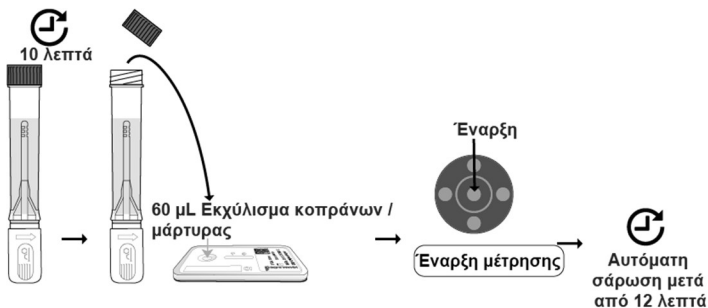 10 λεπτά
60 μL Εκχύλισμα κοπράνων /
μάρτυρας
Έναρξη
Έναρξη μέτρησης
Αυτόματη
σάρωση μετά
από 12 λεπτά